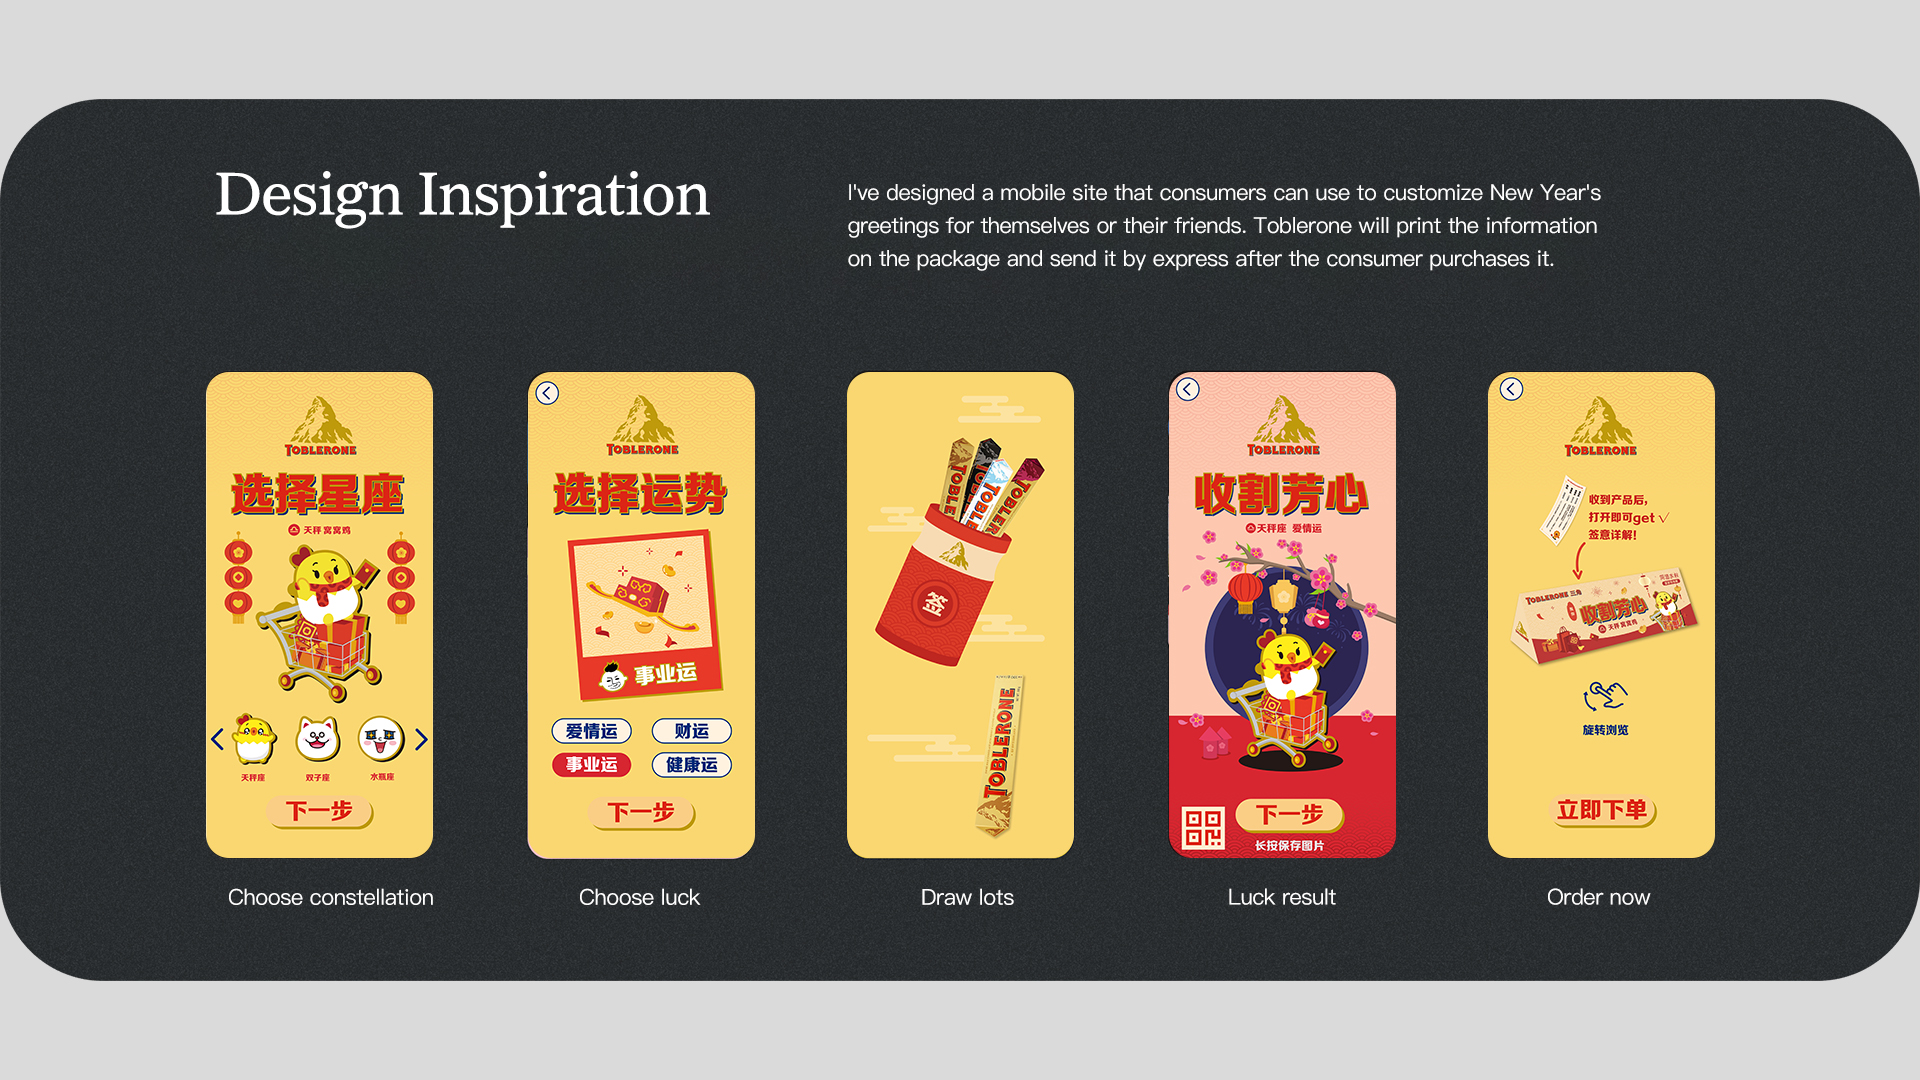 Design Inspiration
I've designed a mobile site that consumers can use to customize New Year's
greetings for themselves or their friends. Toblerone will print the information
on the package and send it by express after the consumer purchases it.
TOBLERONE
选择星座
天秤 窝窝鸡
天秤座
双子座
水瓶座
下一步
Choose constellation
TOBLERONE
选择运势
事业运
爱情运
财运
事业运
健康运
下一步
Choose luck
签
TOBLERONE
Draw lots
TOBLERONE
收割芳心
天秤座 爱情运
下一步
长按保存图片
Luck result
TOBLERONE
收到产品后，
打开即可get √
签意详解！
TOBLERONE 三角
收割芳心
天秤 窝窝鸡
旋转浏览
立即下单
Order now